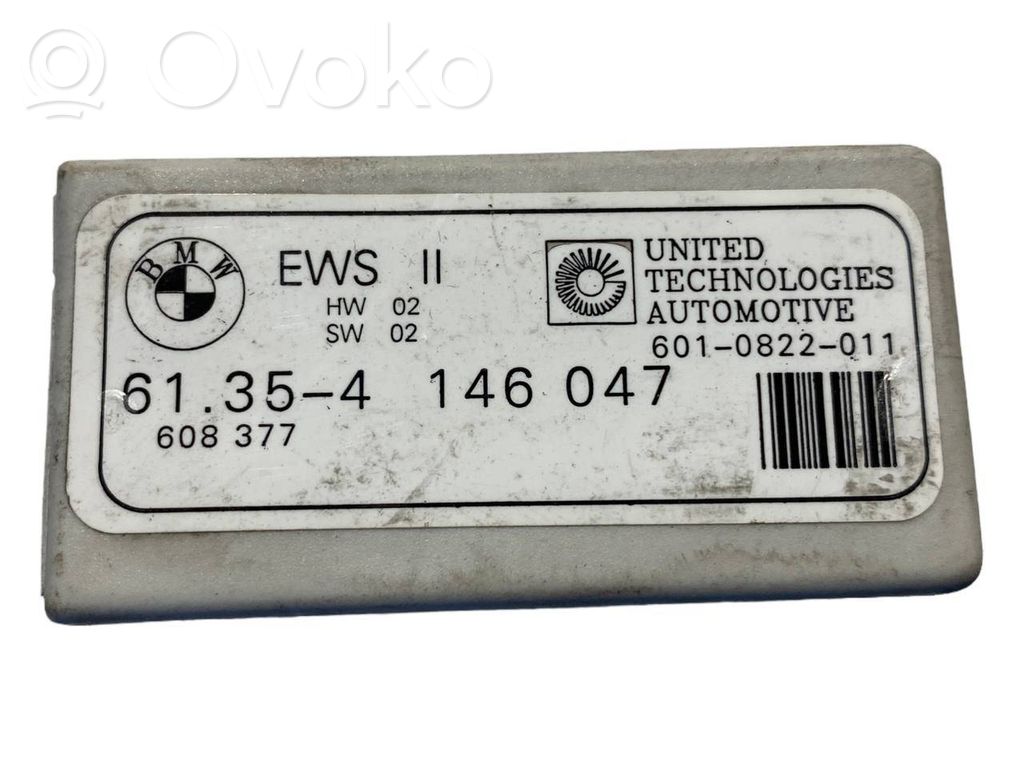 Ovoko
BMW
EWS II
HW 02
SW 02
UNITED
TECHNOLOGIES
AUTOMOTIVE
601-0822-011
61.35-4 146 047
608 377